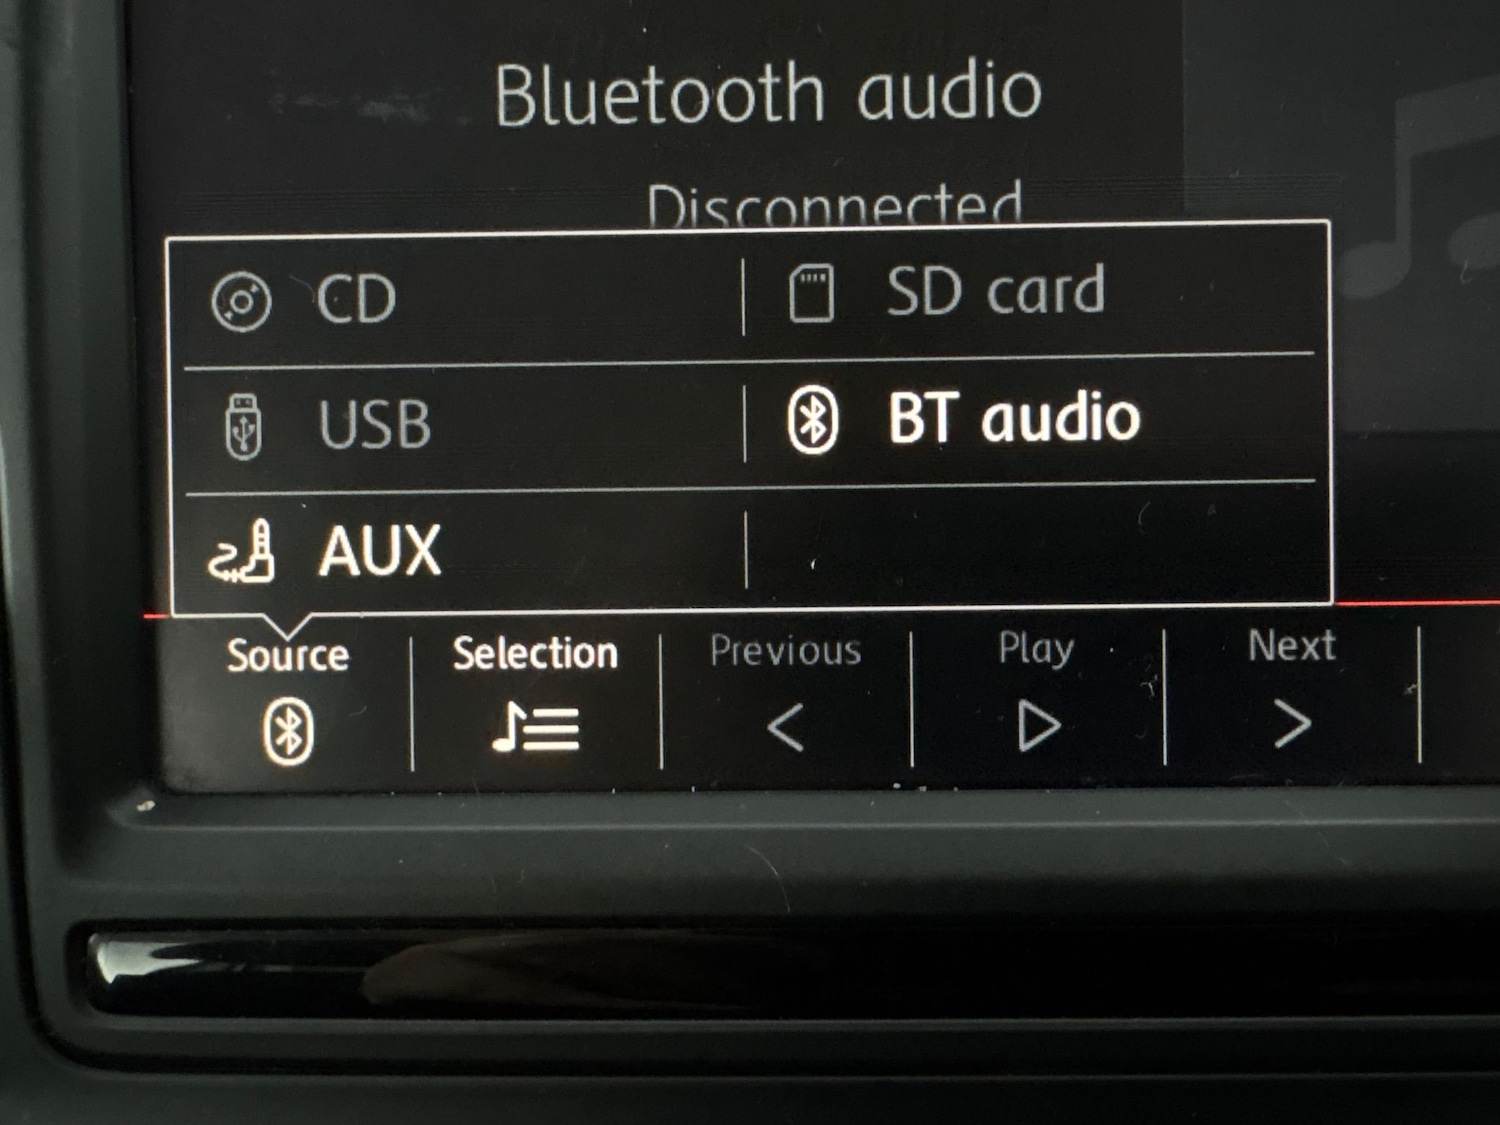 Bluetooth audio
Disconnected
CD SD card
USB BT audio
AUX
Source Selection Previous Play Next